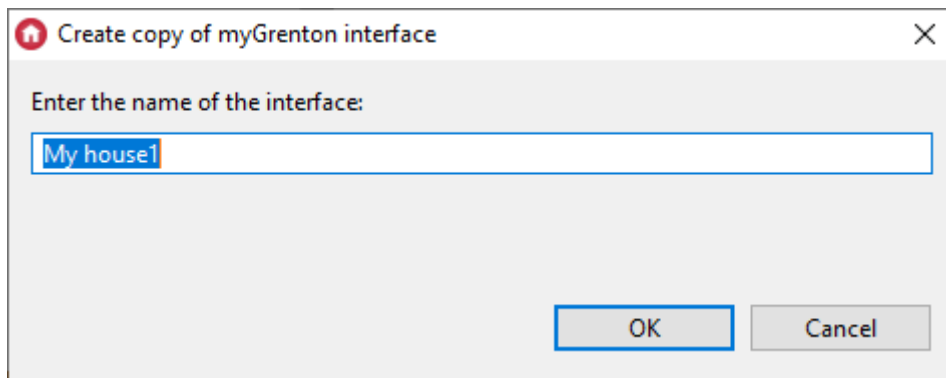 Create copy of myGrenton interface
Enter the name of the interface:
My house1
OK Cancel